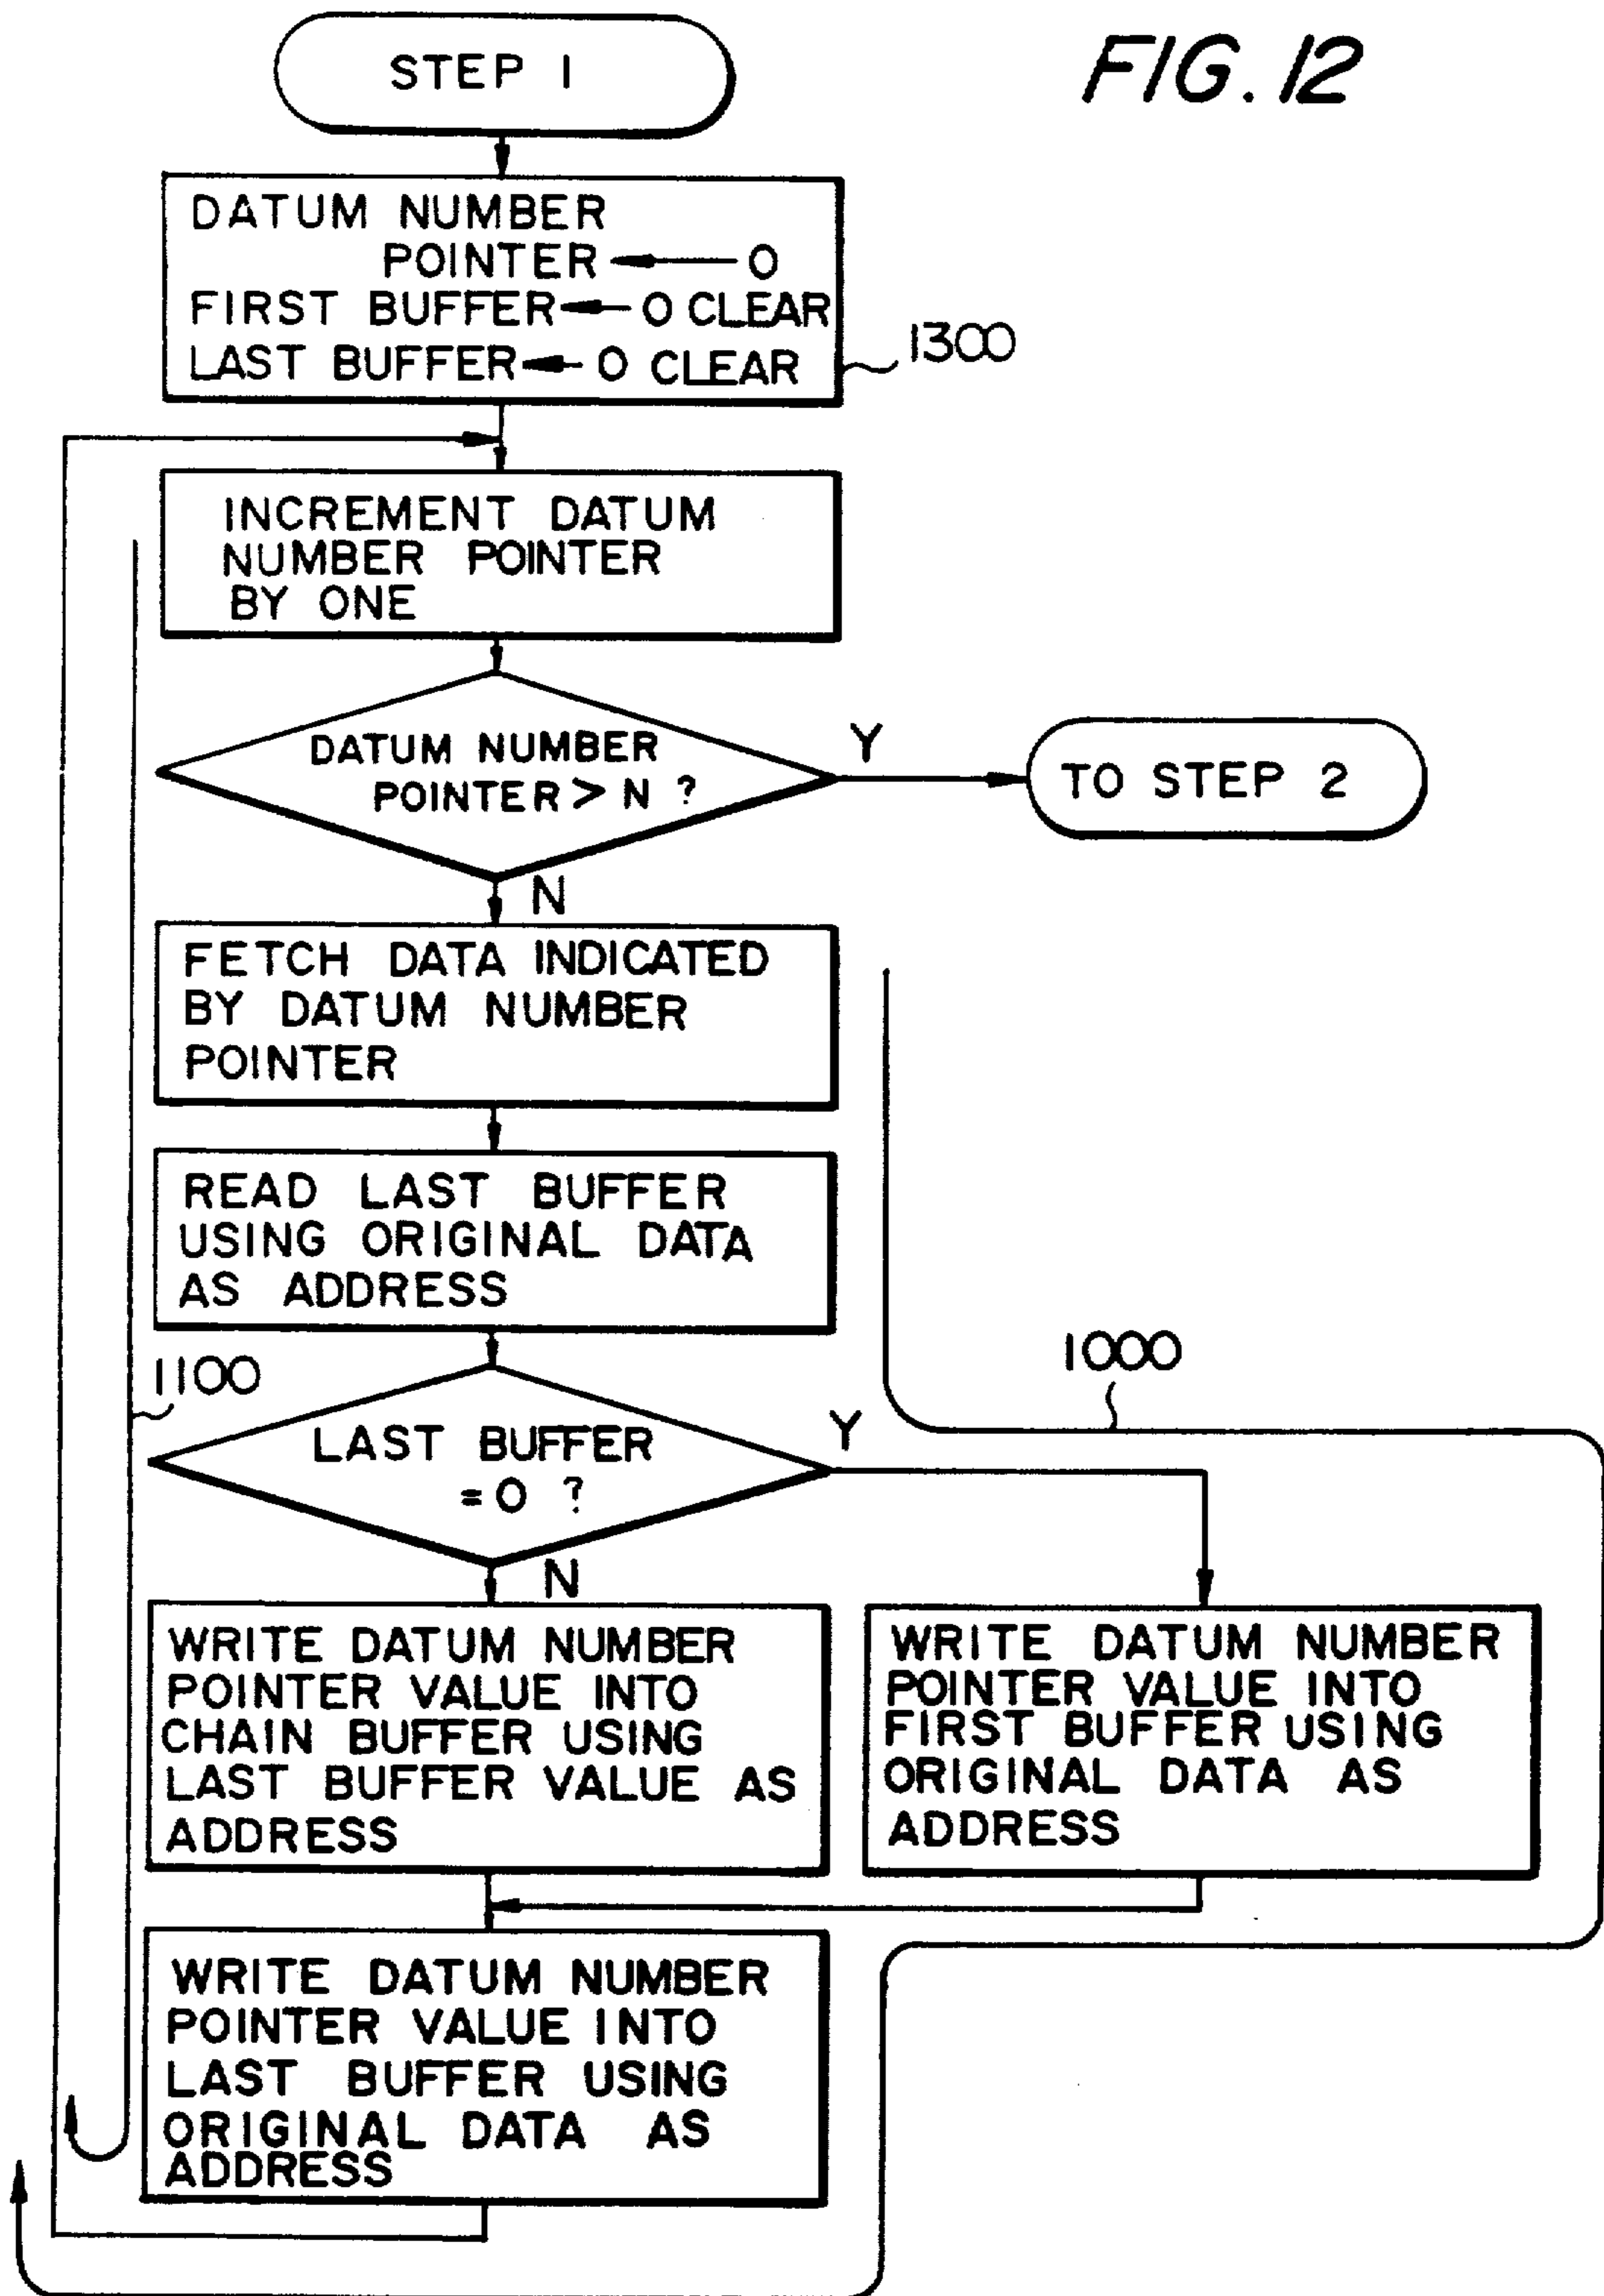 FIG. 12
STEP 1
DATUM NUMBER
POINTER ← 0
FIRST BUFFER ← 0 CLEAR
LAST BUFFER ← 0 CLEAR
1300
INCREMENT DATUM
NUMBER POINTER
BY ONE
DATUM NUMBER
POINTER > N ?
Y
TO STEP 2
N
FETCH DATA INDICATED
BY DATUM NUMBER
POINTER
READ LAST BUFFER
USING ORIGINAL DATA
AS ADDRESS
1100
1000
LAST BUFFER
= 0 ?
Y
N
WRITE DATUM NUMBER
POINTER VALUE INTO
CHAIN BUFFER USING
LAST BUFFER VALUE AS
ADDRESS
WRITE DATUM NUMBER
POINTER VALUE INTO
FIRST BUFFER USING
ORIGINAL DATA AS
ADDRESS
WRITE DATUM NUMBER
POINTER VALUE INTO
LAST BUFFER USING
ORIGINAL DATA AS
ADDRESS